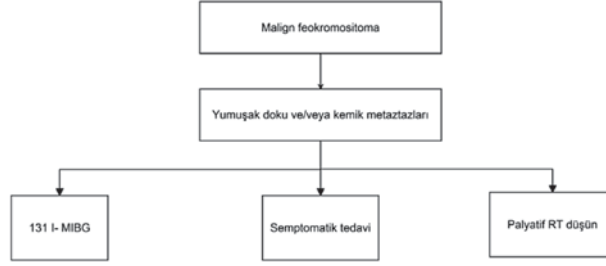 Malign feokromositoma
Yumuşak doku ve/veya kemik metaztazları
131 I- MIBG
Semptomatik tedavi
Palyatif RT düşün